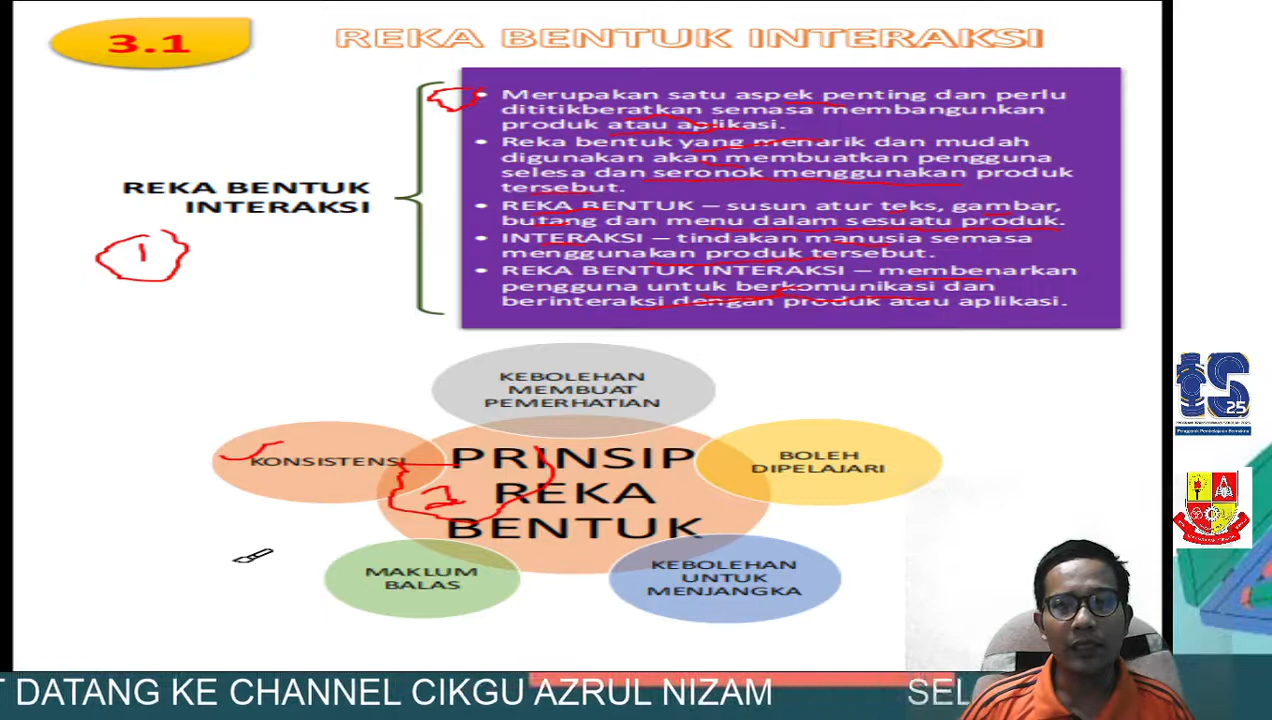 3.1
REKA BENTUK INTERAKSI
• Merupakan satu aspek penting dan perlu
dititikberatkan semasa membangunkan
produk atau aplikasi.
• Reka bentuk yang menarik dan mudah
digunakan akan membuatkan pengguna
selesa dan seronok menggunakan produk
tersebut.
• REKA BENTUK – susun atur teks, gambar,
butang dan menu dalam sesuatu produk.
• INTERAKSI – tindakan manusia semasa
menggunakan produk tersebut.
• REKA BENTUK INTERAKSI – membenarkan
pengguna untuk berkomunikasi dan
berinteraksi dengan produk atau aplikasi.
REKA BENTUK
INTERAKSI
1
KEBOLEHAN
MEMBUAT
PEMERHATIAN
KONSISTENSI
PRINSIP
REKA
BENTUK
2
BOLEH
DIPELAJARI
MAKLUM
BALAS
KEBOLEHAN
UNTUK
MENJANGKA
TS
25
T DATANG KE CHANNEL CIKGU AZRUL NIZAM
SEL